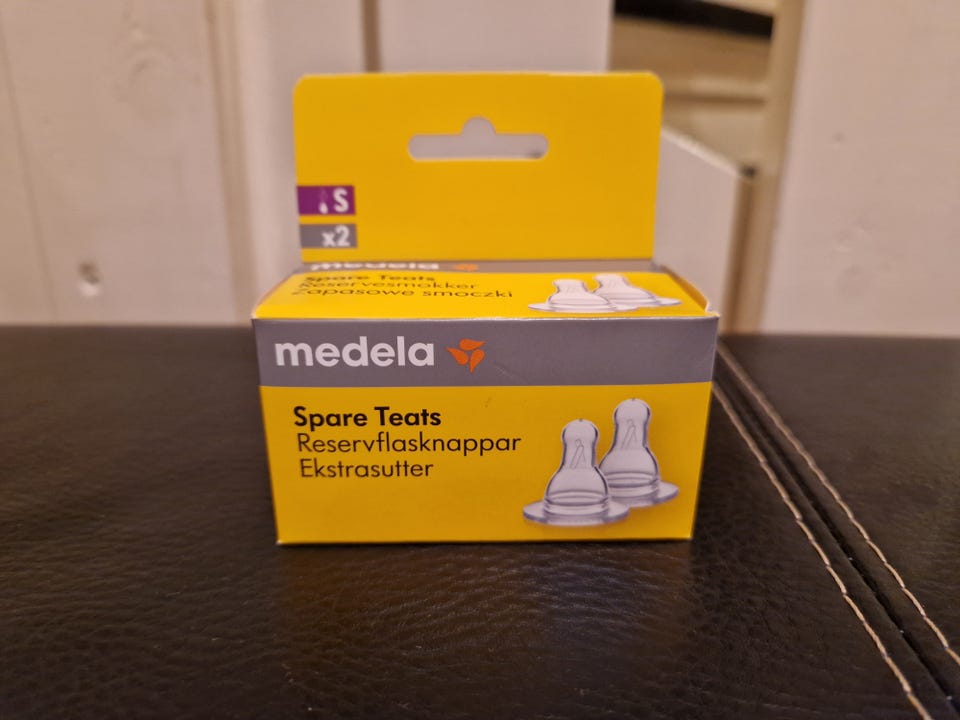 S
x2
medela
Spare Teats
Reservesmokker
Zapasowe smoczki
medela
Spare Teats
Reservflasknappar
Ekstrasutter